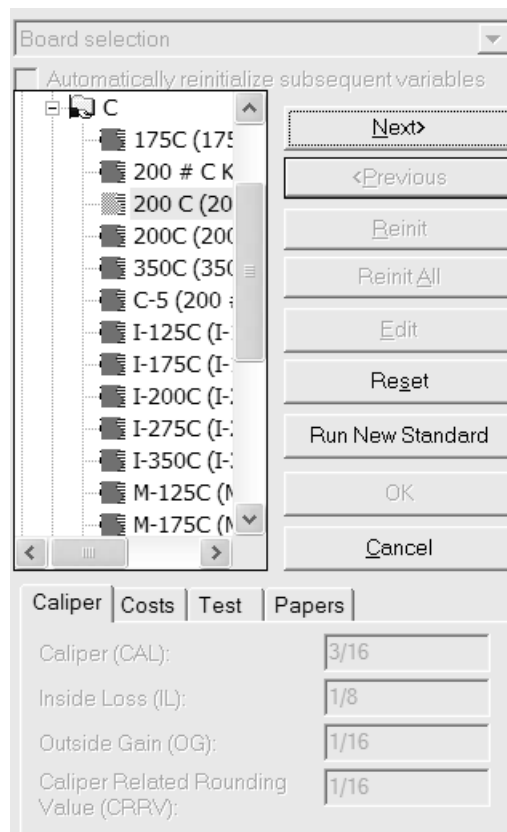 Board selection
Automatically reinitialize subsequent variables
C
175C (175
200 # C K
200 C (20
200C (200
350C (350
C-5 (200 #
I-125C (I-
I-175C (I-
I-200C (I-
I-275C (I-
I-350C (I-
M-125C (M
M-175C (M
Next>
<Previous
Reinit
Reinit All
Edit
Reset
Run New Standard
OK
Cancel
Caliper Costs Test Papers
Caliper (CAL): 3/16
Inside Loss (IL): 1/8
Outside Gain (OG): 1/16
Caliper Related Rounding
Value (CRRV): 1/16